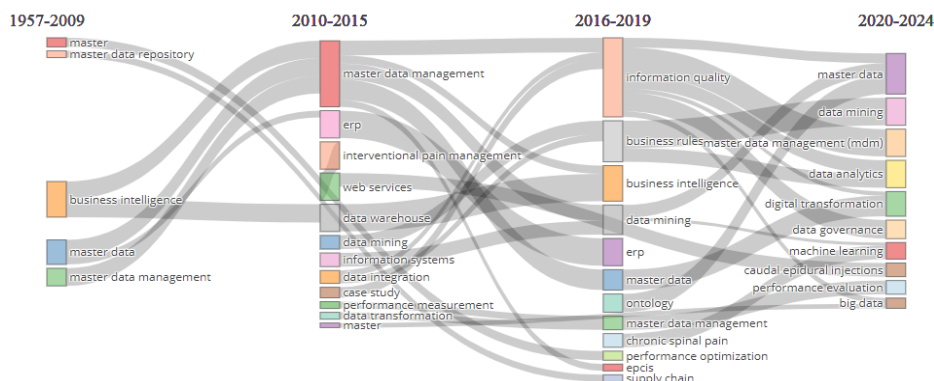 1957-2009
2010-2015
2016-2019
2020-2024
master
master data repository
business intelligence
master data
master data management
master data management
erp
interventional pain management
web services
data warehouse
data mining
information systems
data integration
case study
performance measurement
data transformation
master
information quality
business rules
business intelligence
data mining
erp
master data
ontology
master data management
chronic spinal pain
performance optimization
epcis
supply chain
master data
data mining
master data management (mdm)
data analytics
digital transformation
data governance
machine learning
caudal epidural injections
performance evaluation
big data